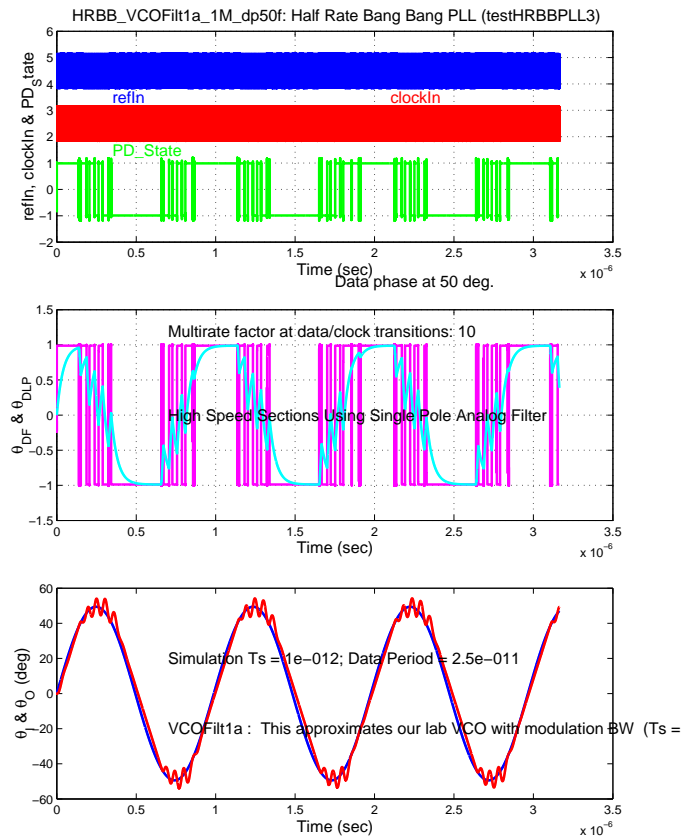 HRBB_VCOFilt1a_1M_dp50f: Half Rate Bang Bang PLL (testHRBBPLL3)
6
5
4
3
2
1
0
−1
−2
refIn, clockIn & PD_State
refIn
clockIn
PD_State
0 0.5 1 1.5 2 2.5 3 3.5
Time (sec)
x 10^-6
Data phase at 50 deg.
1.5
1
0.5
0
−0.5
−1
−1.5
θ_DF & θ_DLP
Multirate factor at data/clock transitions: 10
High Speed Sections Using Single Pole Analog Filter
0 0.5 1 1.5 2 2.5 3 3.5
Time (sec)
x 10^-6
60
40
20
0
−20
−40
−60
θ_I & θ_O (deg)
Simulation Ts = 1e−012; Data Period = 2.5e−011
VCOFilt1a : This approximates our lab VCO with modulation BW (Ts =
0 0.5 1 1.5 2 2.5 3 3.5
Time (sec)
x 10^-6